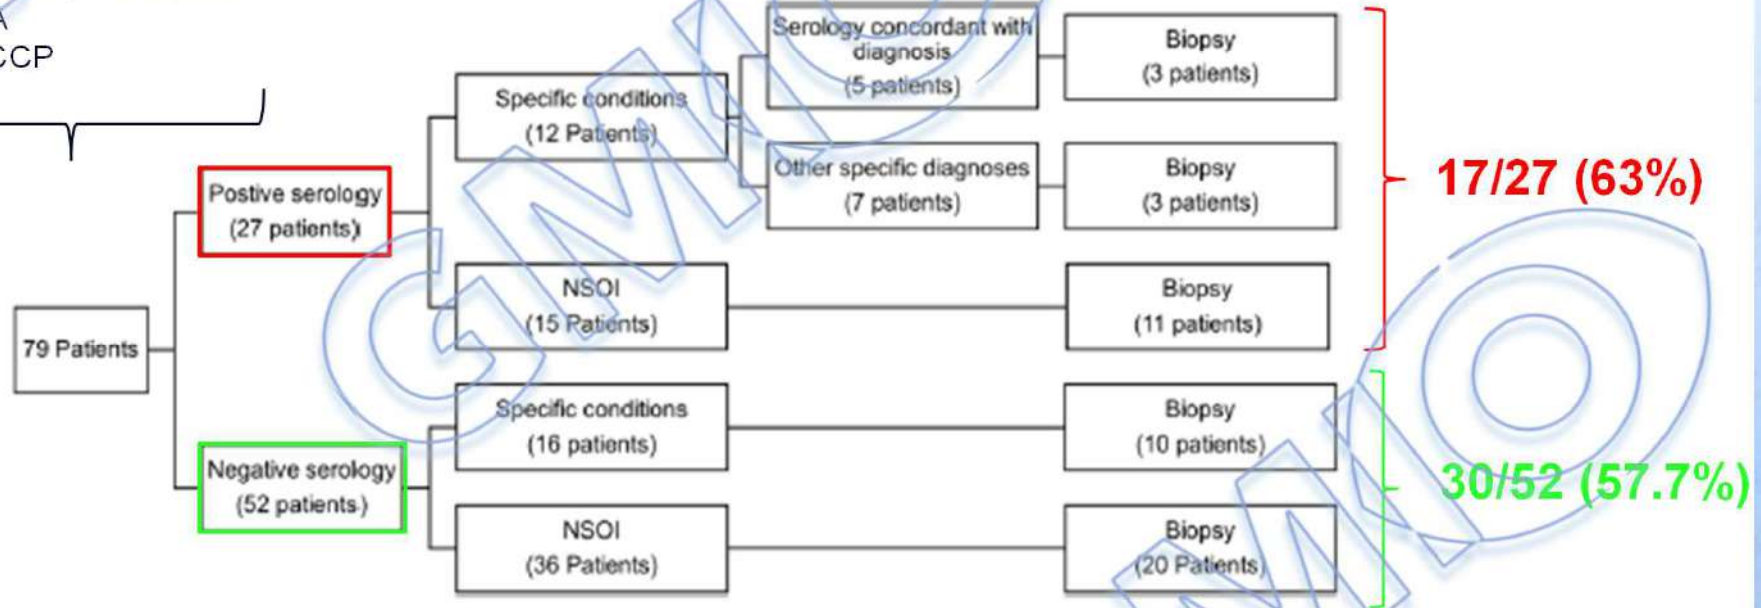 A
CCP
79 Patients
Postive serology
(27 patients)
Negative serology
(52 patients)
Specific conditions
(12 Patients)
NSOI
(15 Patients)
Specific conditions
(16 patients)
NSOI
(36 Patients)
Serology concordant with
diagnosis
(5 patients)
Other specific diagnoses
(7 patients)
Biopsy
(3 patients)
Biopsy
(3 patients)
Biopsy
(11 patients)
Biopsy
(10 patients)
Biopsy
(20 Patients)
17/27 (63%)
30/52 (57.7%)